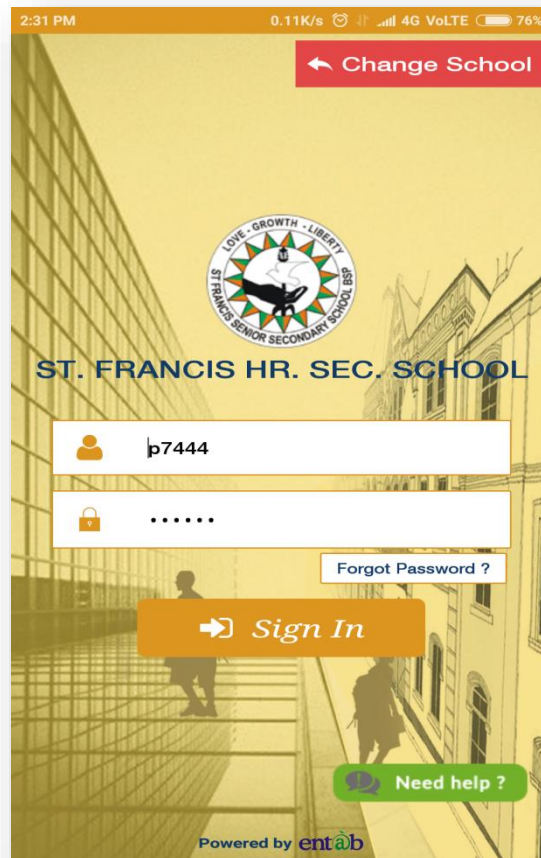 2:31 PM 0.11K/s 4G VoLTE 76%
Change School
LOVE - GROWTH - LIBERTY
ST FRANCIS SENIOR SECONDARY SCHOOL BSP
ST. FRANCIS HR. SEC. SCHOOL
p7444
••••••
Forgot Password ?
Sign In
Need help ?
Powered by entàb